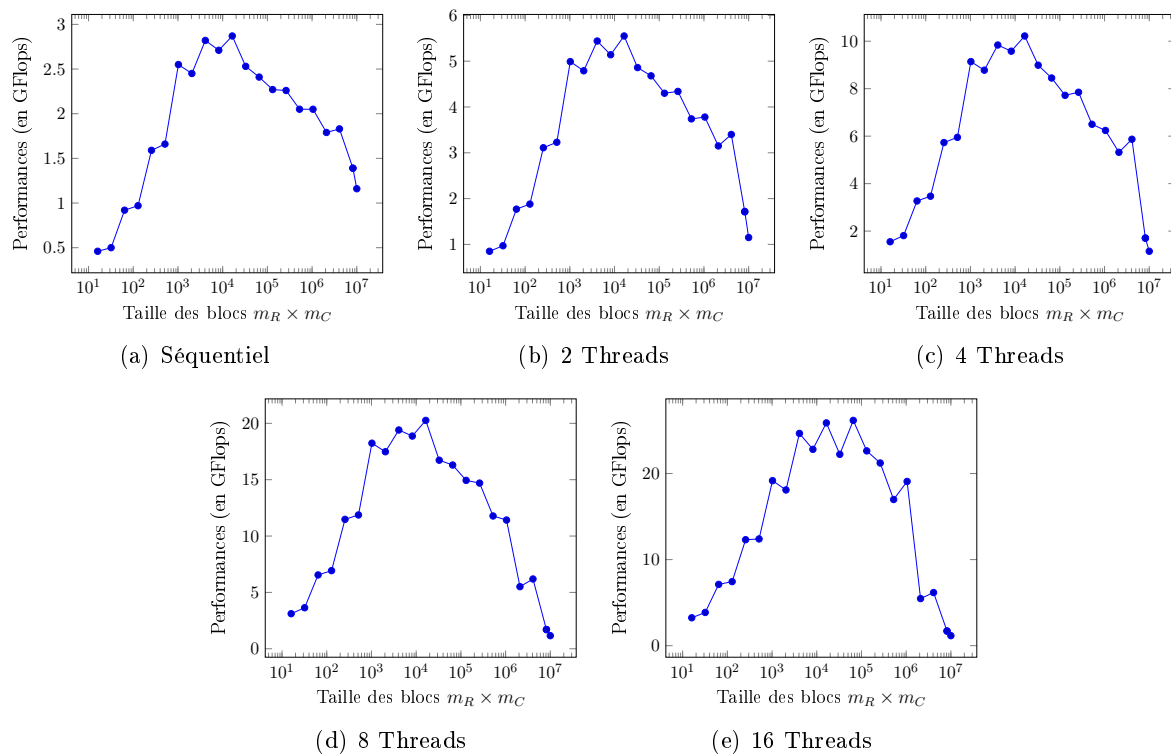 Performances (en GFlops)
3
2.5
2
1.5
1
0.5
10^1 10^2 10^3 10^4 10^5 10^6 10^7
Taille des blocs m_R × m_C
(a) Séquentiel
Performances (en GFlops)
6
5
4
3
2
1
10^1 10^2 10^3 10^4 10^5 10^6 10^7
Taille des blocs m_R × m_C
(b) 2 Threads
Performances (en GFlops)
10
8
6
4
2
10^1 10^2 10^3 10^4 10^5 10^6 10^7
Taille des blocs m_R × m_C
(c) 4 Threads
Performances (en GFlops)
20
15
10
5
0
10^1 10^2 10^3 10^4 10^5 10^6 10^7
Taille des blocs m_R × m_C
(d) 8 Threads
Performances (en GFlops)
20
10
0
10^1 10^2 10^3 10^4 10^5 10^6 10^7
Taille des blocs m_R × m_C
(e) 16 Threads